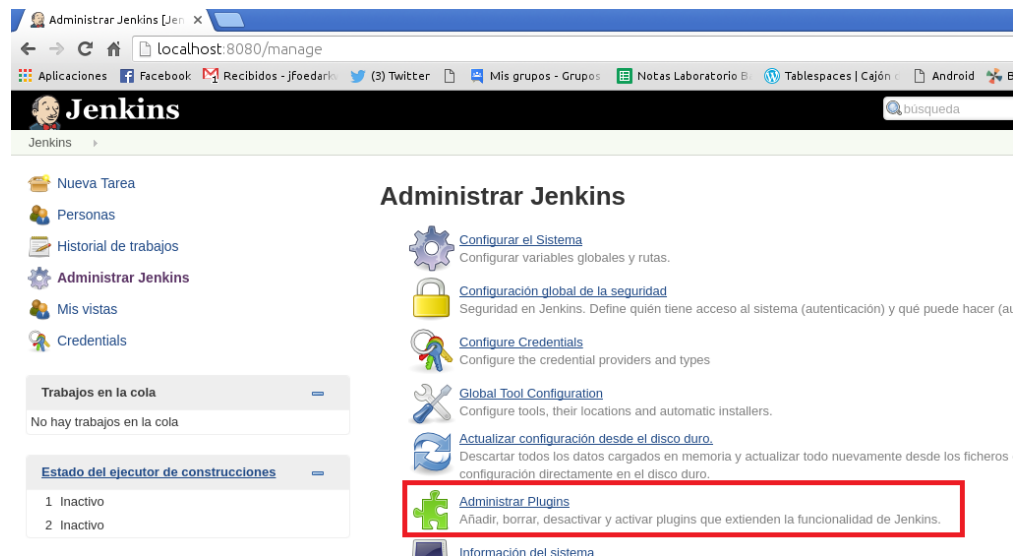 Administrar Jenkins [Jen
localhost:8080/manage
Aplicaciones Facebook Recibidos - jfoedark (3) Twitter Mis grupos - Grupos Notas Laboratorio B Tablespaces | Cajón Android B
Jenkins
búsqueda
Jenkins
Nueva Tarea
Personas
Historial de trabajos
Administrar Jenkins
Mis vistas
Credentials
Trabajos en la cola
No hay trabajos en la cola
Estado del ejecutor de construcciones
1 Inactivo
2 Inactivo
Administrar Jenkins
Configurar el Sistema
Configurar variables globales y rutas.
Configuración global de la seguridad
Seguridad en Jenkins. Define quién tiene acceso al sistema (autenticación) y qué puede hacer (au
Configure Credentials
Configure the credential providers and types
Global Tool Configuration
Configure tools, their locations and automatic installers.
Actualizar configuración desde el disco duro.
Descartar todos los datos cargados en memoria y actualizar todo nuevamente desde los ficheros
configuración directamente en el disco duro.
Administrar Plugins
Añadir, borrar, desactivar y activar plugins que extienden la funcionalidad de Jenkins.
Información del sistema